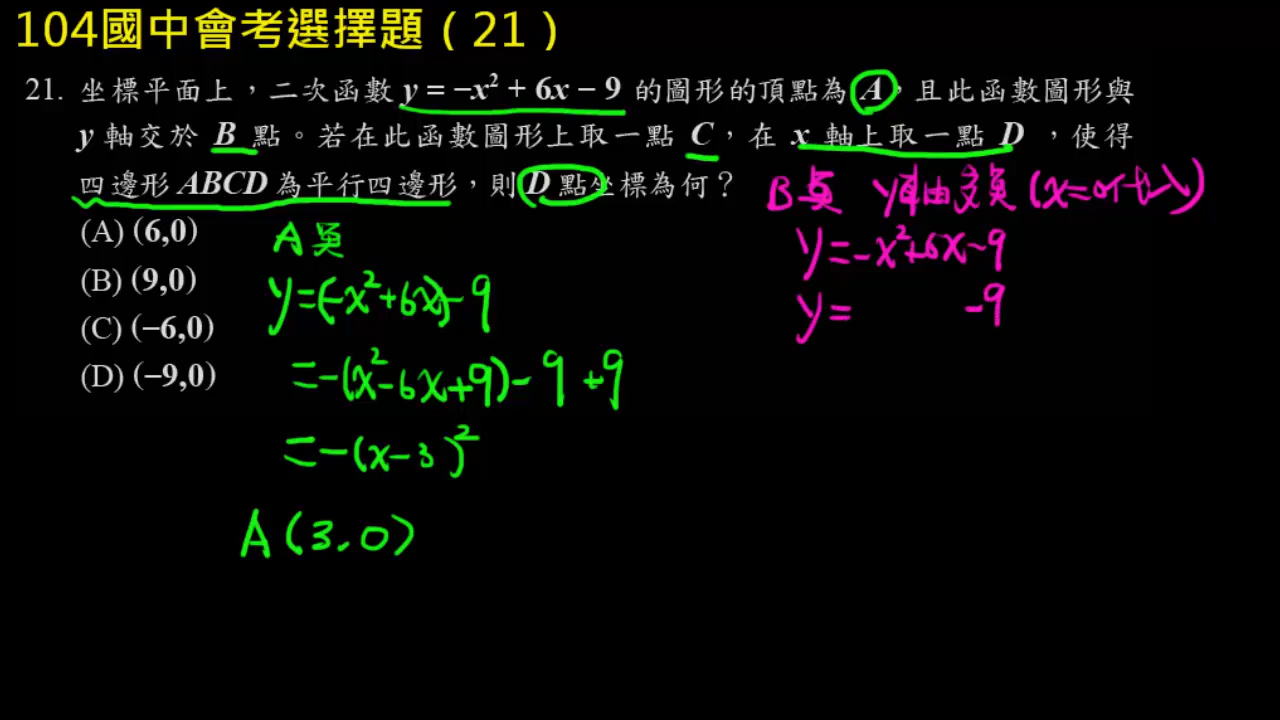 104國中會考選擇題（21）
21. 坐標平面上，二次函數 y = −x² + 6x − 9 的圖形的頂點為 A，且此函數圖形與
y 軸交於 B 點。若在此函數圖形上取一點 C，在 x 軸上取一點 D ，使得
四邊形 ABCD 為平行四邊形，則 D 點坐標為何？
(A) (6,0)
(B) (9,0)
(C) (−6,0)
(D) (−9,0)
A點
y=(-x²+6x)-9
=-(x²-6x+9)-9+9
=-(x-3)²
A(3,0)
B點 y軸交點(x=0代入)
y=-x²+6x-9
y= -9